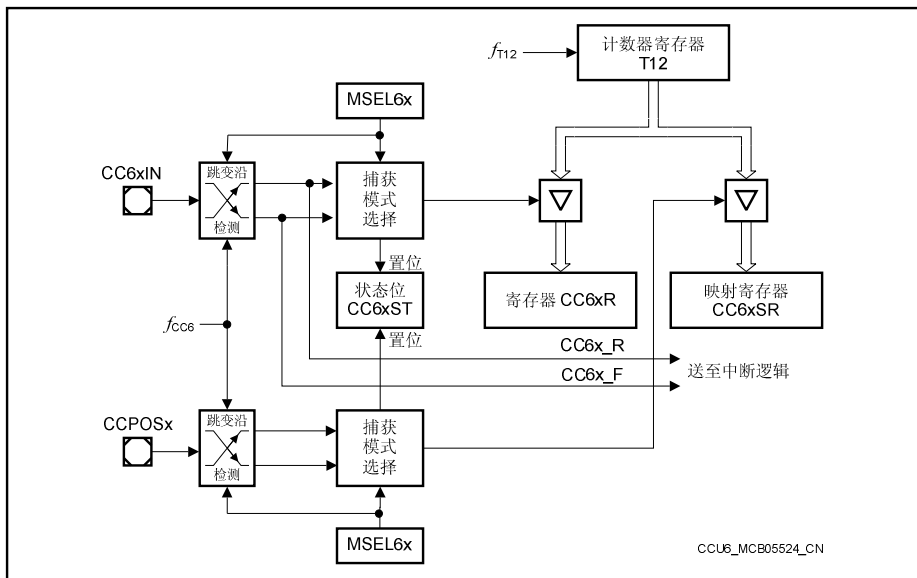 计数器寄存器
T12
fT12
MSEL6x
CC6xIN
跳变沿
检测
捕获
模式
选择
置位
状态位
CC6xST
寄存器 CC6xR
映射寄存器
CC6xSR
fCC6
置位
CC6x_R
CC6x_F
送至中断逻辑
CCPOSx
跳变沿
检测
捕获
模式
选择
MSEL6x
CCU6_MCB05524_CN